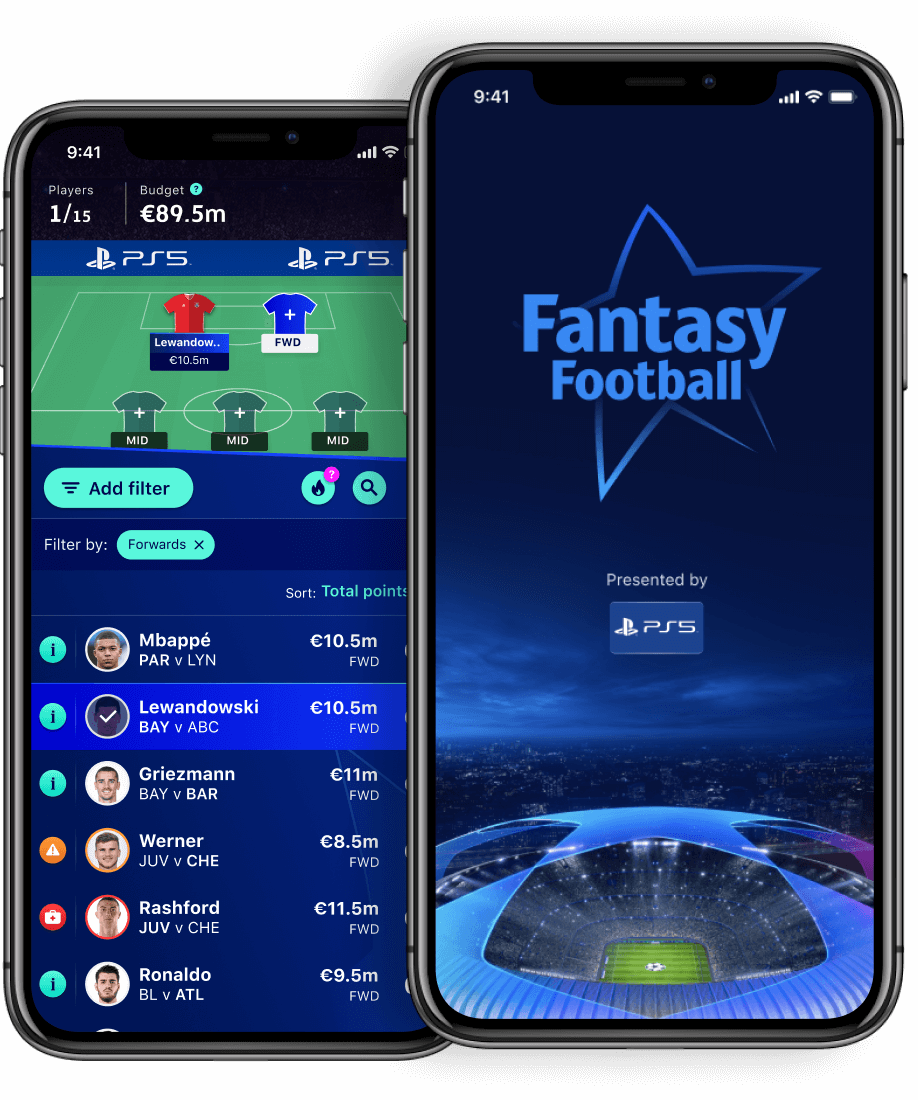 9:41
Players
Budget ?
1/15
€89.5m
PS5
PS5
Lewandow..
€10.5m
+
FWD
+
MID
+
MID
+
MID
Add filter
?
Filter by:
Forwards
Sort: Total points
i
Mbappé
PAR v LYN
€10.5m
FWD
i
Lewandowski
BAY v ABC
€10.5m
FWD
i
Griezmann
BAY v BAR
€11m
FWD
Werner
JUV v CHE
€8.5m
FWD
Rashford
JUV v CHE
€11.5m
FWD
i
Ronaldo
BL v ATL
€9.5m
FWD
9:41
Fantasy
Football
Presented by
PS5